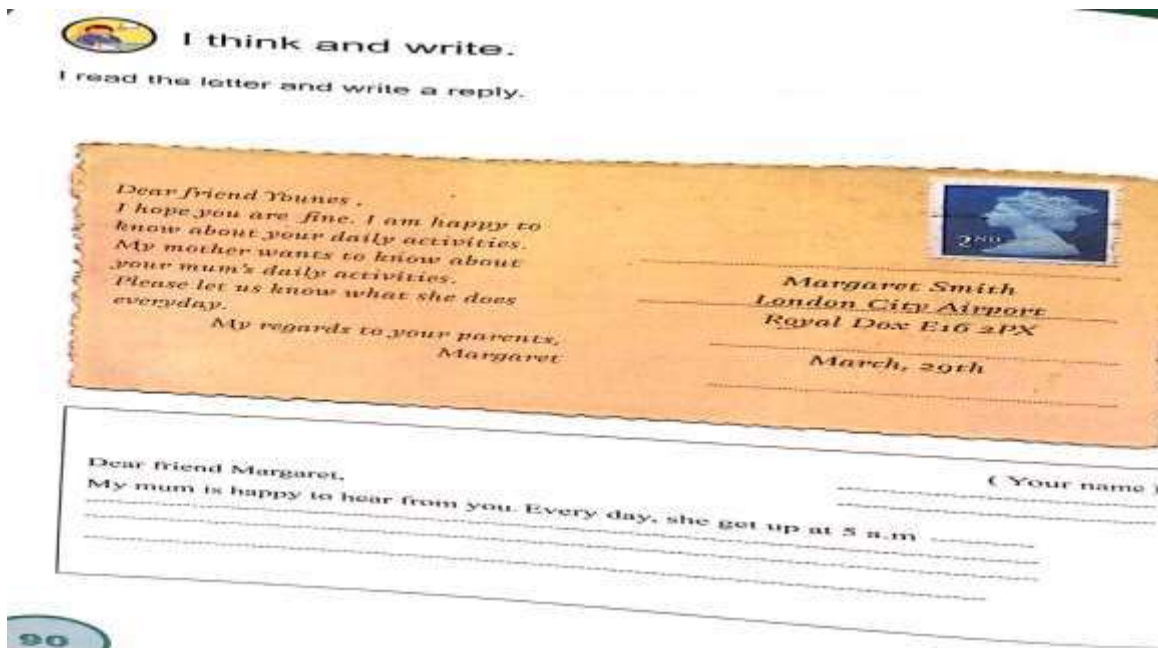 I think and write.
I read the letter and write a reply.
Dear friend Younes ,
I hope you are fine. I am happy to
know about your daily activities.
My mother wants to know about
your mum's daily activities.
Please let us know what she does
everyday.
My regards to your parents,
Margaret
2ND
Margaret Smith
London City Airport
Royal Dox E16 2PX
March, 29th
( Your name )
Dear friend Margaret,
My mum is happy to hear from you. Every day, she get up at 5 a.m
90